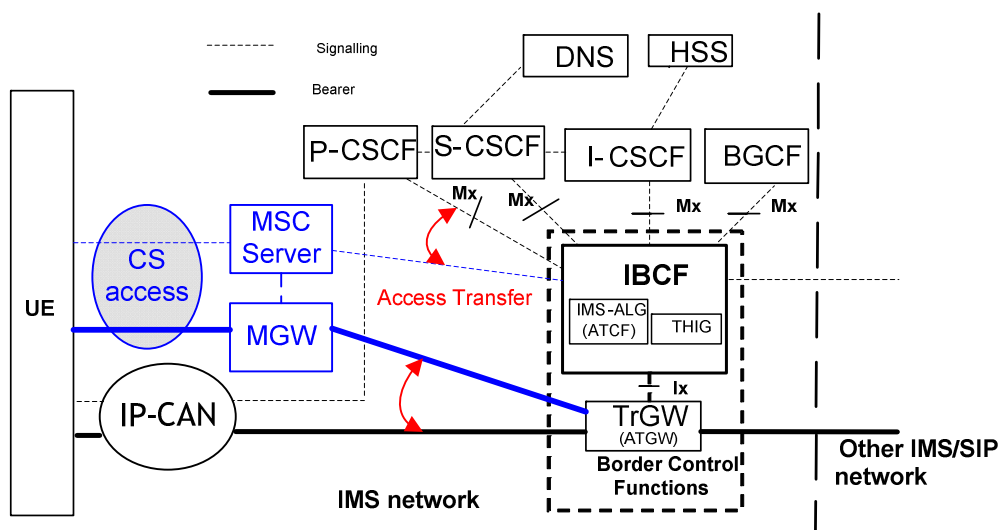 Signalling
Bearer
DNS
HSS
P-CSCF
S-CSCF
I-CSCF
BGCF
Mx
Mx
Mx
Mx
UE
CS
access
MSC
Server
MGW
IP-CAN
Access Transfer
IBCF
IMS-ALG
(ATCF)
THIG
Ix
TrGW
(ATGW)
Border Control
Functions
IMS network
Other IMS/SIP
network